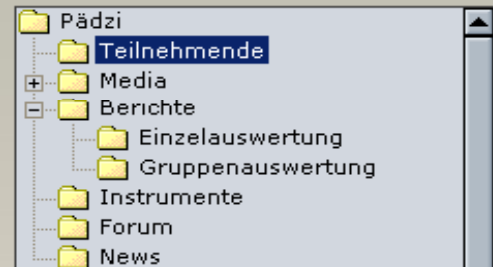 Pädzi
Teilnehmende
Media
Berichte
Einzelauswertung
Gruppenauswertung
Instrumente
Forum
News